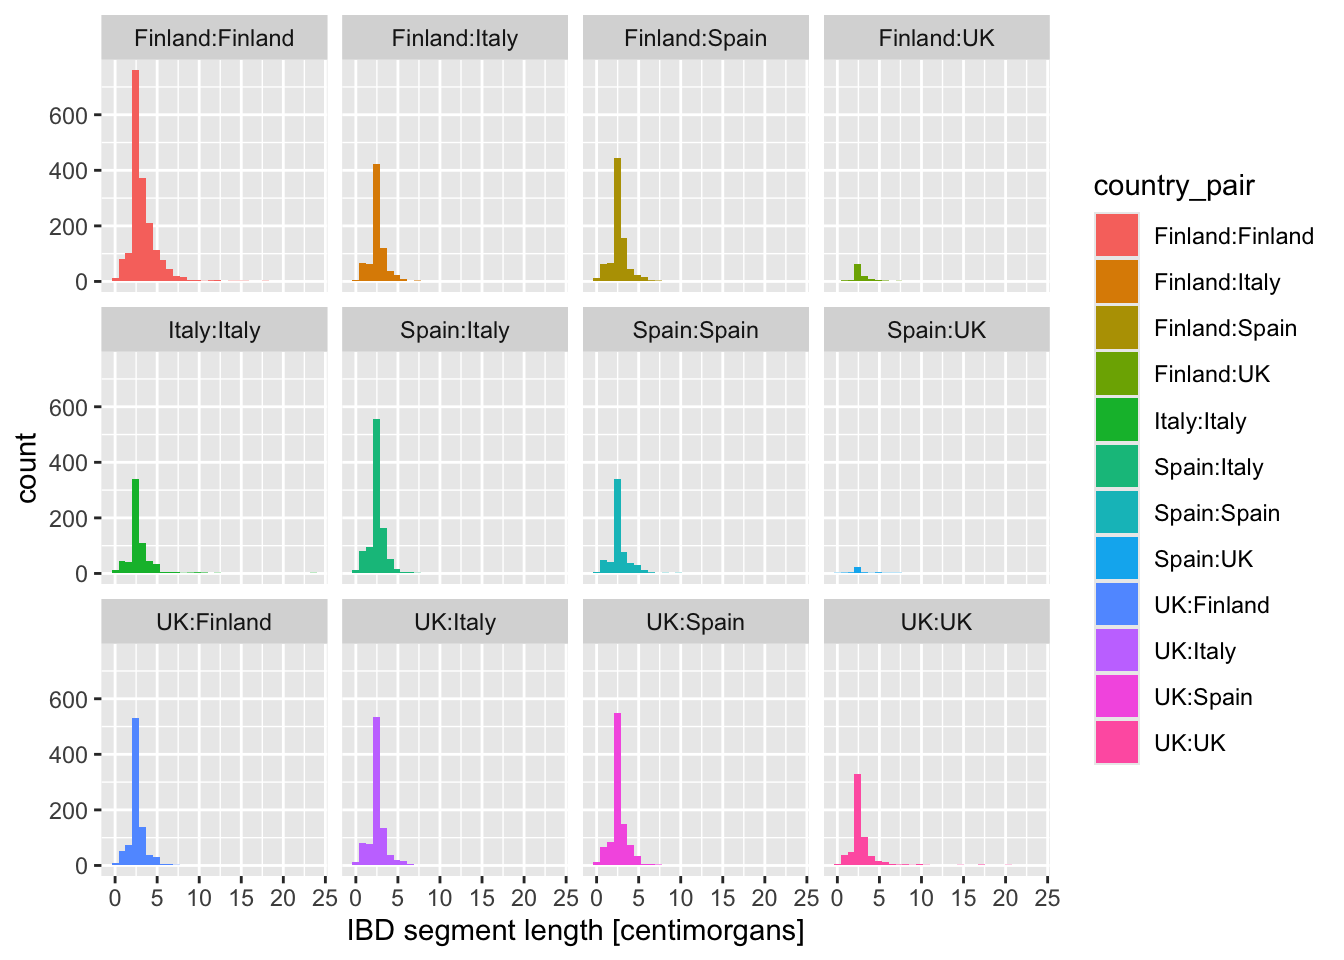 Finland:Finland
Finland:Italy
Finland:Spain
Finland:UK
600
400
200
0
Italy:Italy
Spain:Italy
Spain:Spain
Spain:UK
600
400
200
0
UK:Finland
UK:Italy
UK:Spain
UK:UK
600
400
200
0
0 5 10 15 20 25
0 5 10 15 20 25
0 5 10 15 20 25
0 5 10 15 20 25
IBD segment length [centimorgans]
count
country_pair
Finland:Finland
Finland:Italy
Finland:Spain
Finland:UK
Italy:Italy
Spain:Italy
Spain:Spain
Spain:UK
UK:Finland
UK:Italy
UK:Spain
UK:UK